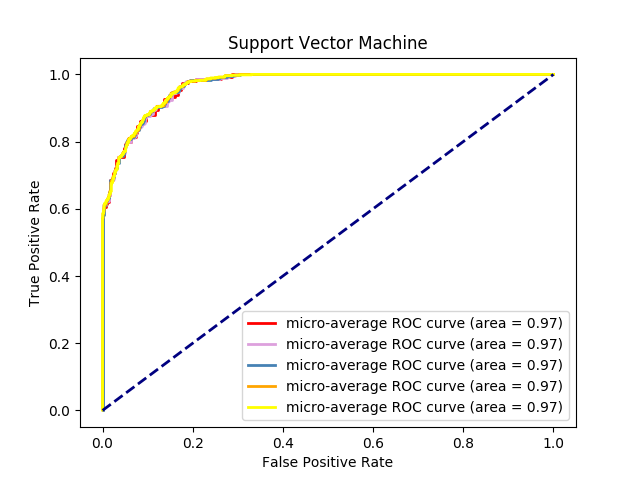 Support Vector Machine
1.0
0.8
0.6
0.4
0.2
0.0
True Positive Rate
micro-average ROC curve (area = 0.97)
micro-average ROC curve (area = 0.97)
micro-average ROC curve (area = 0.97)
micro-average ROC curve (area = 0.97)
micro-average ROC curve (area = 0.97)
0.0 0.2 0.4 0.6 0.8 1.0
False Positive Rate